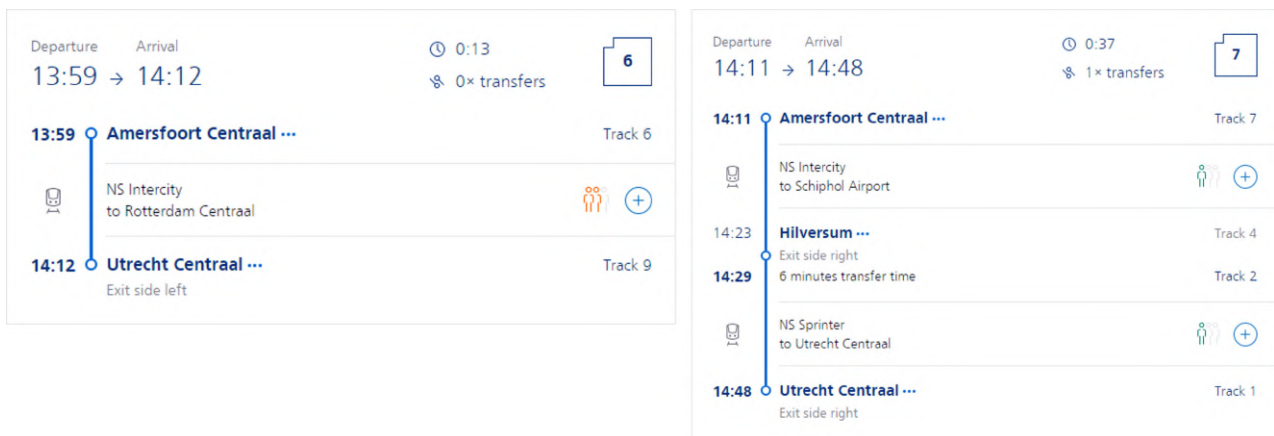 Departure Arrival
13:59 → 14:12
0:13
0× transfers
6
13:59 Amersfoort Centraal ••• Track 6
NS Intercity
to Rotterdam Centraal
14:12 Utrecht Centraal ••• Track 9
Exit side left
Departure Arrival
14:11 → 14:48
0:37
1× transfers
7
14:11 Amersfoort Centraal ••• Track 7
NS Intercity
to Schiphol Airport
14:23 Hilversum ••• Track 4
Exit side right
14:29 6 minutes transfer time Track 2
NS Sprinter
to Utrecht Centraal
14:48 Utrecht Centraal ••• Track 1
Exit side right